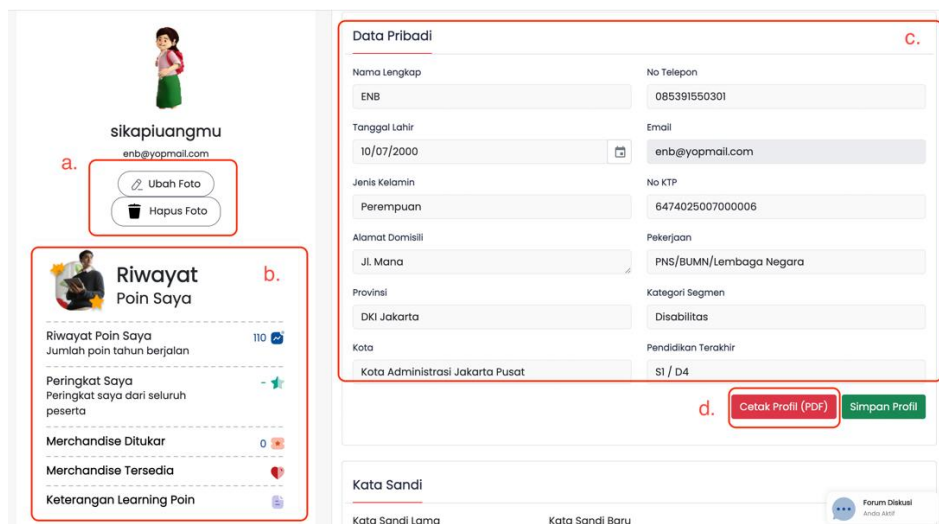 sikapiuangmu
enb@yopmail.com
a.
Ubah Foto
Hapus Foto
b.
Riwayat
Poin Saya
Riwayat Poin Saya
Jumlah poin tahun berjalan
110
Peringkat Saya
Peringkat saya dari seluruh
peserta
-
Merchandise Ditukar
0
Merchandise Tersedia
Keterangan Learning Poin
Data Pribadi
c.
Nama Lengkap
ENB
No Telepon
085391550301
Tanggal Lahir
10/07/2000
Email
enb@yopmail.com
Jenis Kelamin
Perempuan
No KTP
6474025007000006
Alamat Domisili
Jl. Mana
Pekerjaan
PNS/BUMN/Lembaga Negara
Provinsi
DKI Jakarta
Kategori Segmen
Disabilitas
Kota
Kota Administrasi Jakarta Pusat
Pendidikan Terakhir
S1 / D4
d.
Cetak Profil (PDF)
Simpan Profil
Kata Sandi
Kata Sandi Lama
Kata Sandi Baru
Forum Diskusi
Anda Aktif